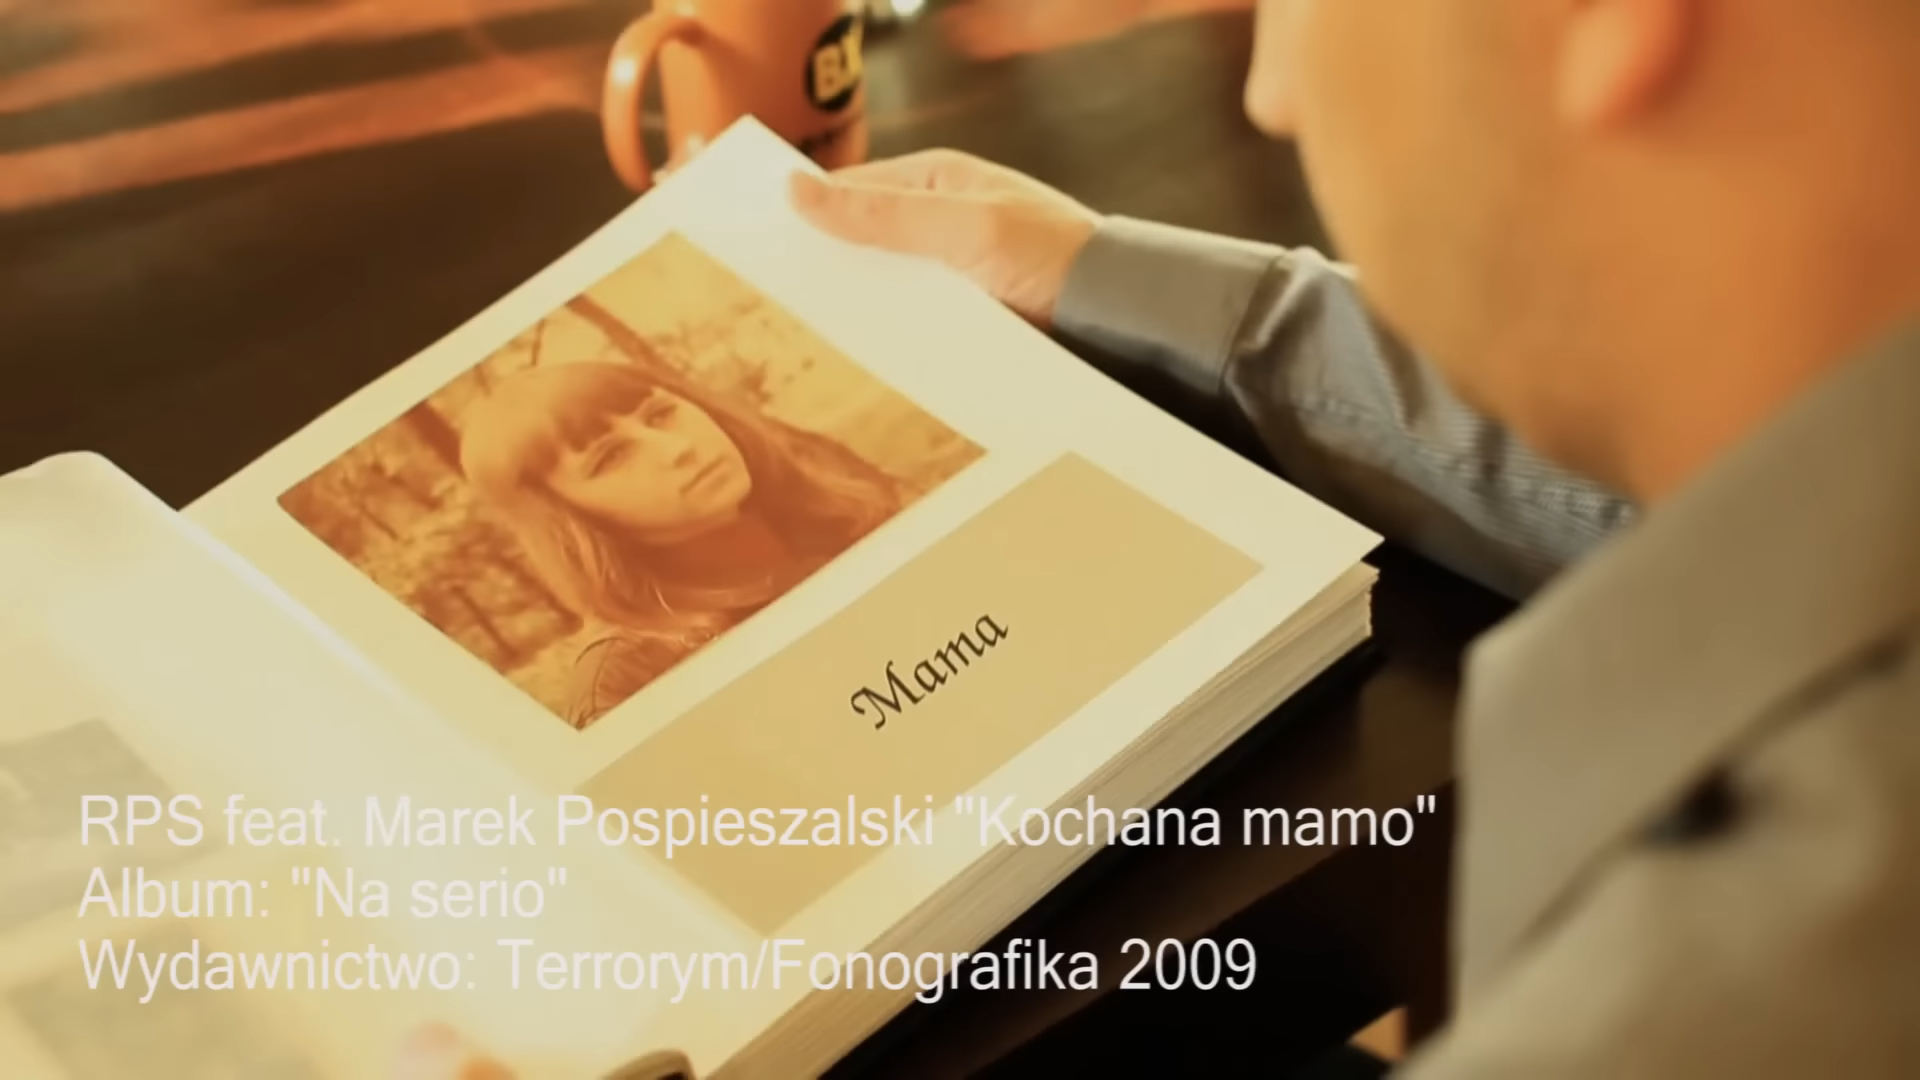 Mama
RPS feat. Marek Pospieszalski "Kochana mamo"
Album: "Na serio"
Wydawnictwo: Terrorym/Fonografika 2009